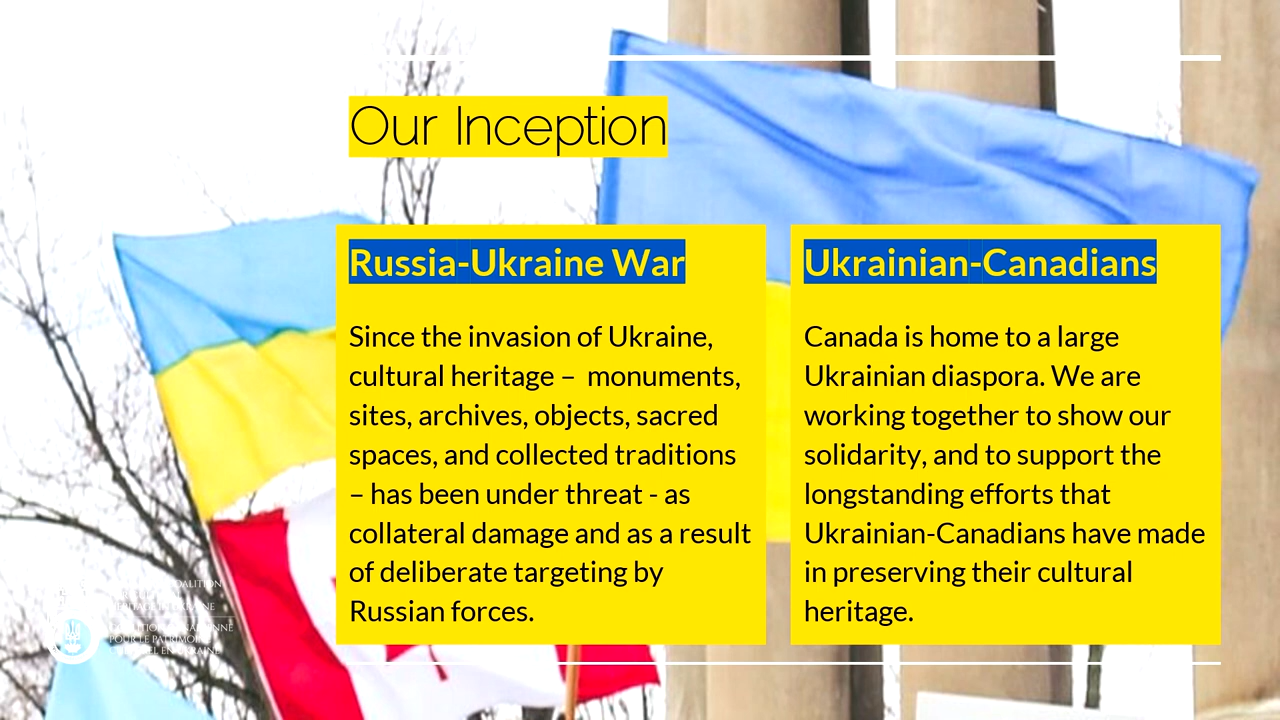 Our Inception
Russia-Ukraine War
Since the invasion of Ukraine,
cultural heritage – monuments,
sites, archives, objects, sacred
spaces, and collected traditions
– has been under threat - as
collateral damage and as a result
of deliberate targeting by
Russian forces.
Ukrainian-Canadians
Canada is home to a large
Ukrainian diaspora. We are
working together to show our
solidarity, and to support the
longstanding efforts that
Ukrainian-Canadians have made
in preserving their cultural
heritage.